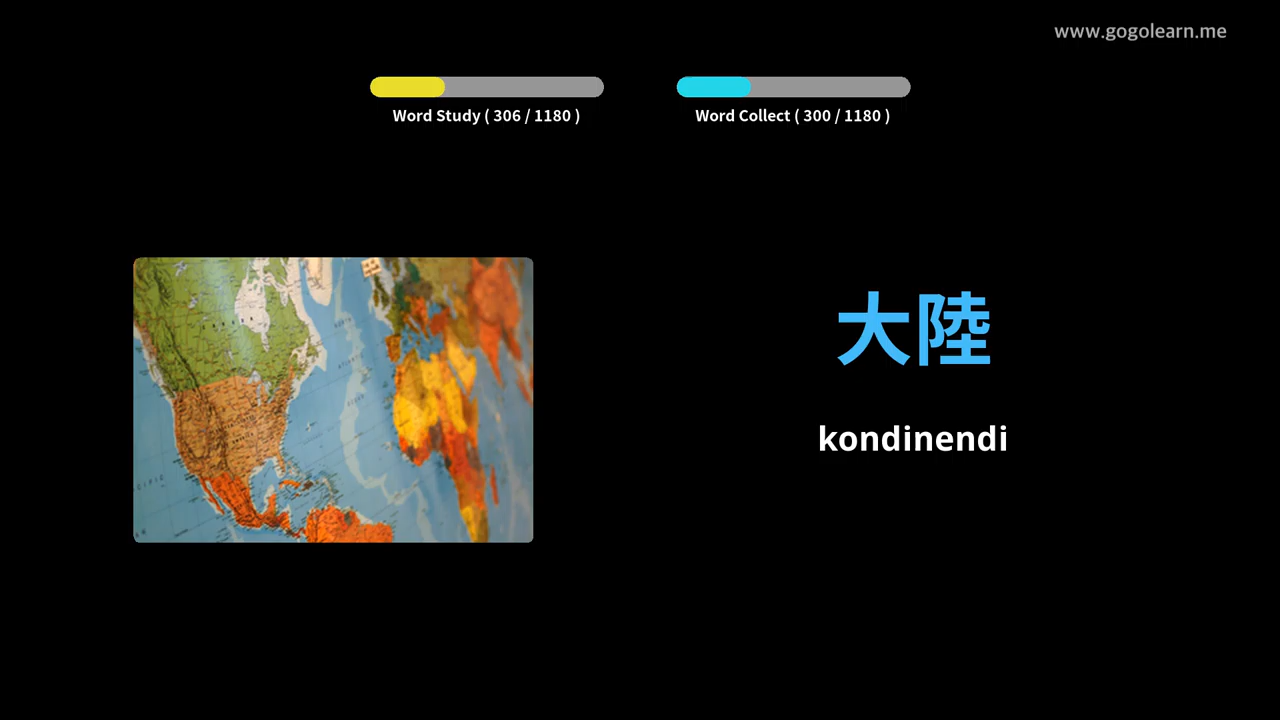 www.gogolearn.me
Word Study ( 306 / 1180 )
Word Collect ( 300 / 1180 )
大陸
kondinendi